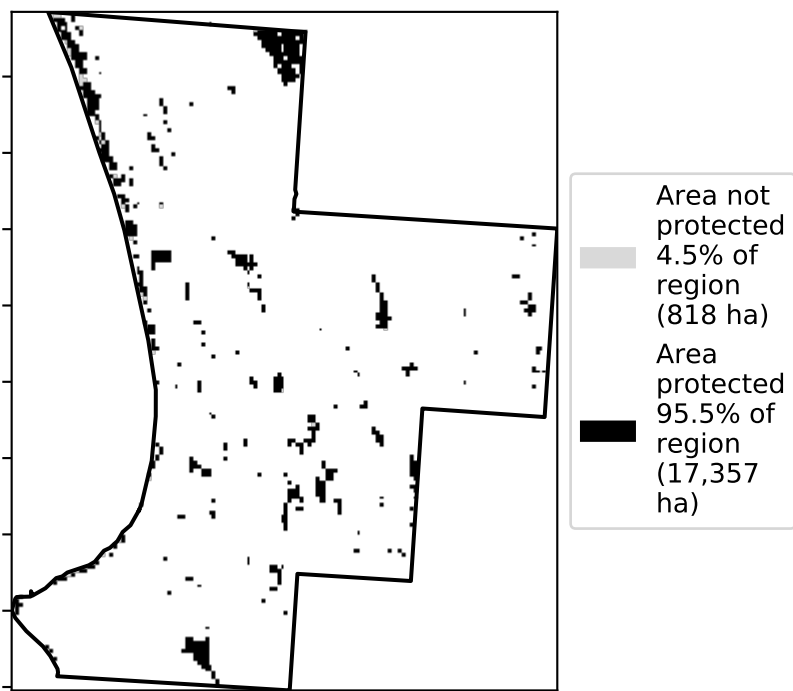 Area not
protected
4.5% of
region
(818 ha)
Area
protected
95.5% of
region
(17,357
ha)